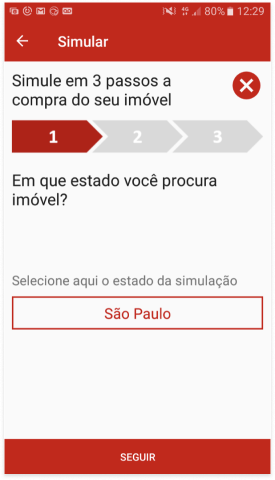 80% 12:29
Simular
Simule em 3 passos a
compra do seu imóvel
1 2 3
Em que estado você procura
imóvel?
Selecione aqui o estado da simulação
São Paulo
SEGUIR